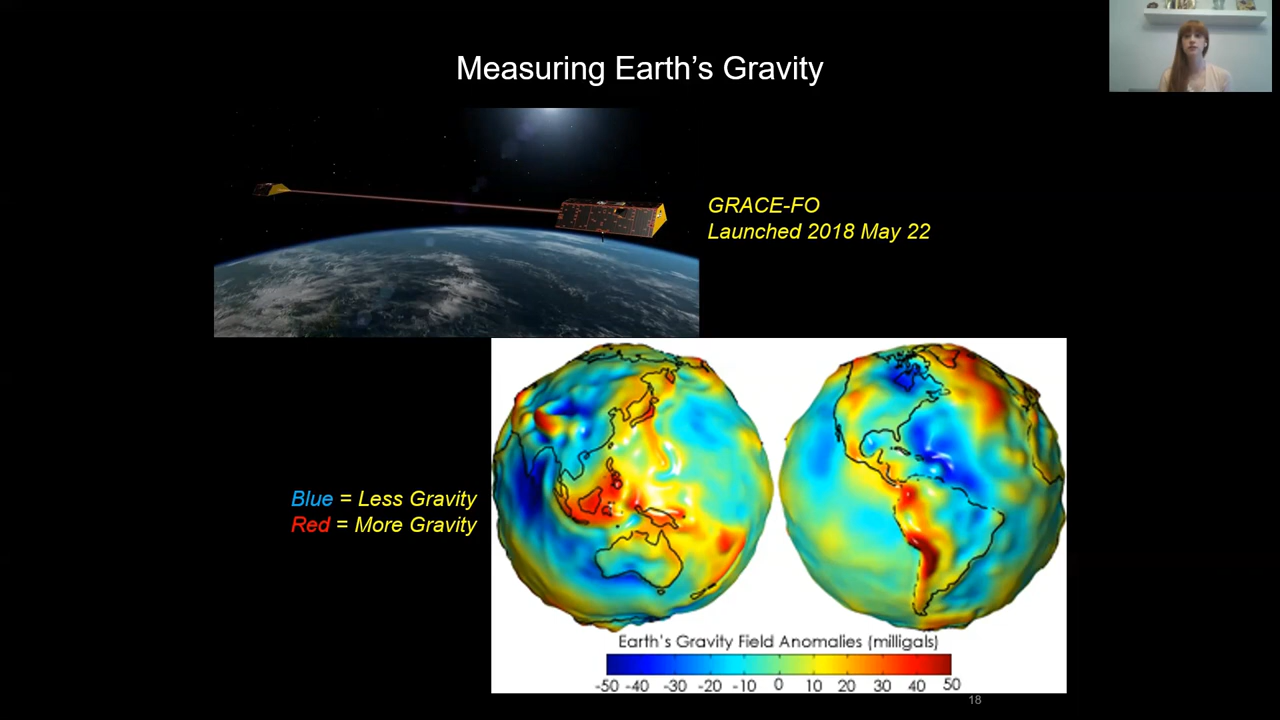 Measuring Earth's Gravity
GRACE-FO
Launched 2018 May 22
Blue = Less Gravity
Red = More Gravity
Earth's Gravity Field Anomalies (milligals)
-50 -40 -30 -20 -10 0 10 20 30 40 50
18